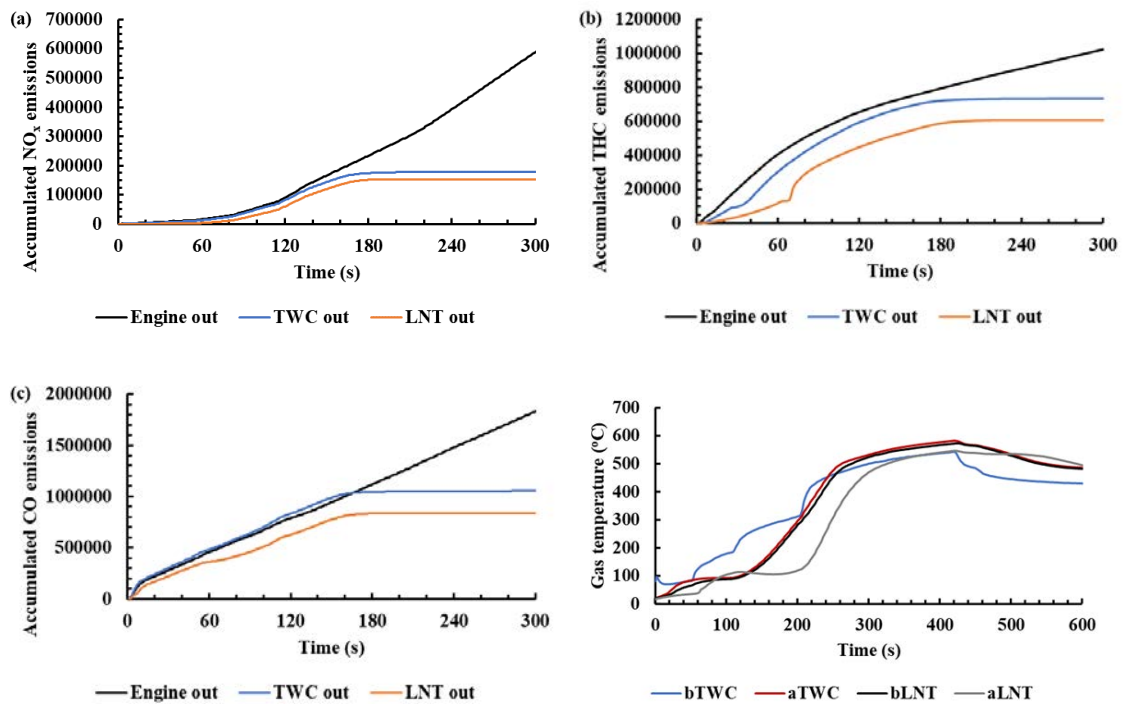 (a)
Accumulated NOx emissions
700000
600000
500000
400000
300000
200000
100000
0
0 60 120 180 240 300
Time (s)
Engine out TWC out LNT out
(b)
Accumulated THC emissions
1200000
1000000
800000
600000
400000
200000
0
0 60 120 180 240 300
Time (s)
Engine out TWC out LNT out
(c)
Accumulated CO emissions
2000000
1500000
1000000
500000
0
0 60 120 180 240 300
Time (s)
Engine out TWC out LNT out
Gas temperature (°C)
700
600
500
400
300
200
100
0
0 100 200 300 400 500 600
Time (s)
bTWC aTWC bLNT aLNT